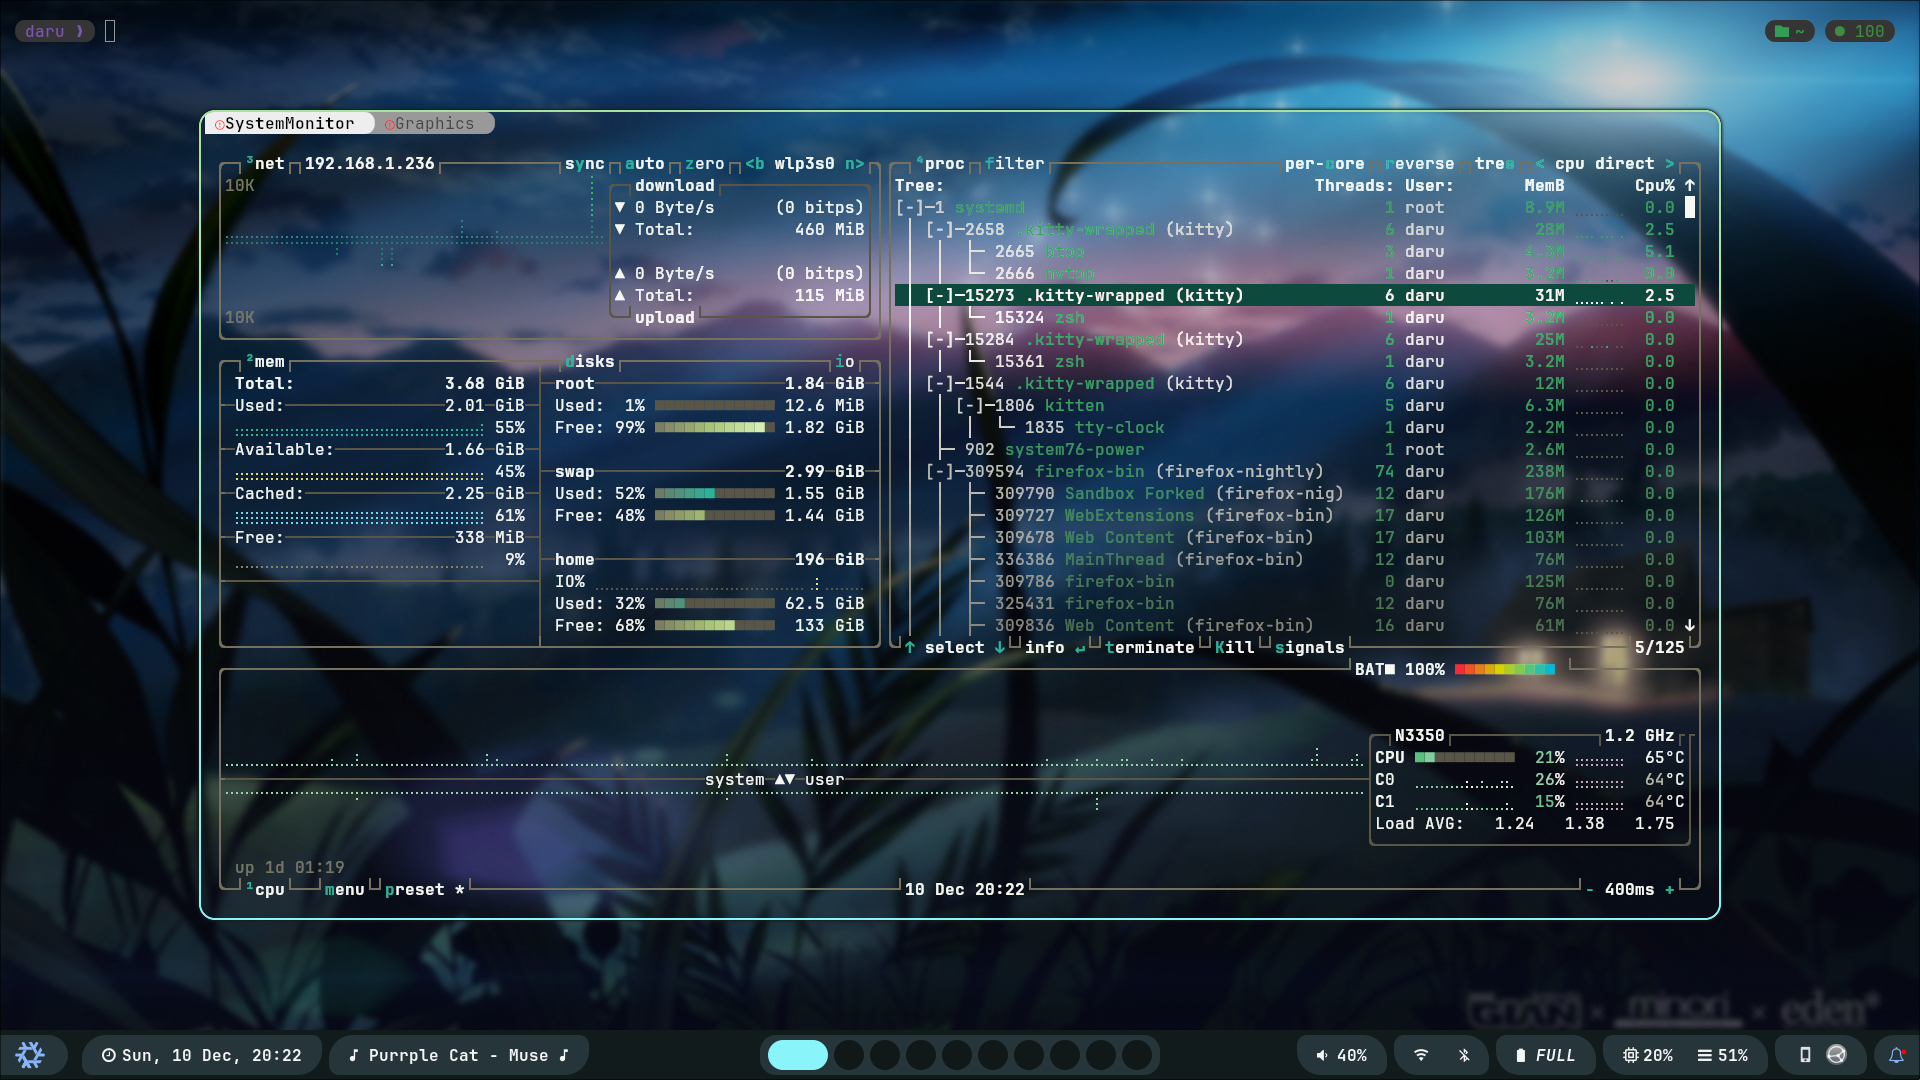 daru ❫
~ 100
SystemMonitor Graphics
³net 192.168.1.236 sync auto zero <b wlp3s0 n>
10K
download
▼ 0 Byte/s (0 bitps)
▼ Total: 460 MiB
▲ 0 Byte/s (0 bitps)
▲ Total: 115 MiB
10K
upload
²mem
Total: 3.68 GiB
Used: 2.01 GiB
55%
Available: 1.66 GiB
45%
Cached: 2.25 GiB
61%
Free: 338 MiB
9%
disks io
root 1.84 GiB
Used: 1% 12.6 MiB
Free: 99% 1.82 GiB
swap 2.99 GiB
Used: 52% 1.55 GiB
Free: 48% 1.44 GiB
home 196 GiB
IO%
Used: 32% 62.5 GiB
Free: 68% 133 GiB
⁴proc filter per-core reverse tree < cpu direct >
Tree: Threads: User: MemB Cpu% ↑
[-]─1 systemd 1 root 8.9M 0.0
[-]─2658 .kitty-wrapped (kitty) 6 daru 28M 2.5
├─ 2665 btop 3 daru 4.3M 5.1
└─ 2666 nvtop 1 daru 3.2M 0.0
[-]─15273 .kitty-wrapped (kitty) 6 daru 31M 2.5
└─ 15324 zsh 1 daru 3.2M 0.0
[-]─15284 .kitty-wrapped (kitty) 6 daru 25M 0.0
└─ 15361 zsh 1 daru 3.2M 0.0
[-]─1544 .kitty-wrapped (kitty) 6 daru 12M 0.0
[-]─1806 kitten 5 daru 6.3M 0.0
└─ 1835 tty-clock 1 daru 2.2M 0.0
├─ 902 system76-power 1 root 2.6M 0.0
[-]─309594 firefox-bin (firefox-nightly) 74 daru 238M 0.0
├─ 309790 Sandbox Forked (firefox-nig) 12 daru 176M 0.0
├─ 309727 WebExtensions (firefox-bin) 17 daru 126M 0.0
├─ 309678 Web Content (firefox-bin) 17 daru 103M 0.0
├─ 336386 MainThread (firefox-bin) 12 daru 76M 0.0
├─ 309786 firefox-bin 0 daru 125M 0.0
├─ 325431 firefox-bin 12 daru 76M 0.0
├─ 309836 Web Content (firefox-bin) 16 daru 61M 0.0 ↓
↑ select ↓ info ↵ terminate Kill signals 5/125
BAT■ 100%
N3350 1.2 GHz
CPU 21% 65°C
C0 26% 64°C
C1 15% 64°C
Load AVG: 1.24 1.38 1.75
system ▲▼ user
up 1d 01:19
¹cpu menu preset * 10 Dec 20:22 - 400ms +
× minori × eden*
Sun, 10 Dec, 20:22 ♪ Purrple Cat - Muse ♪ 40% FULL 20% 51%